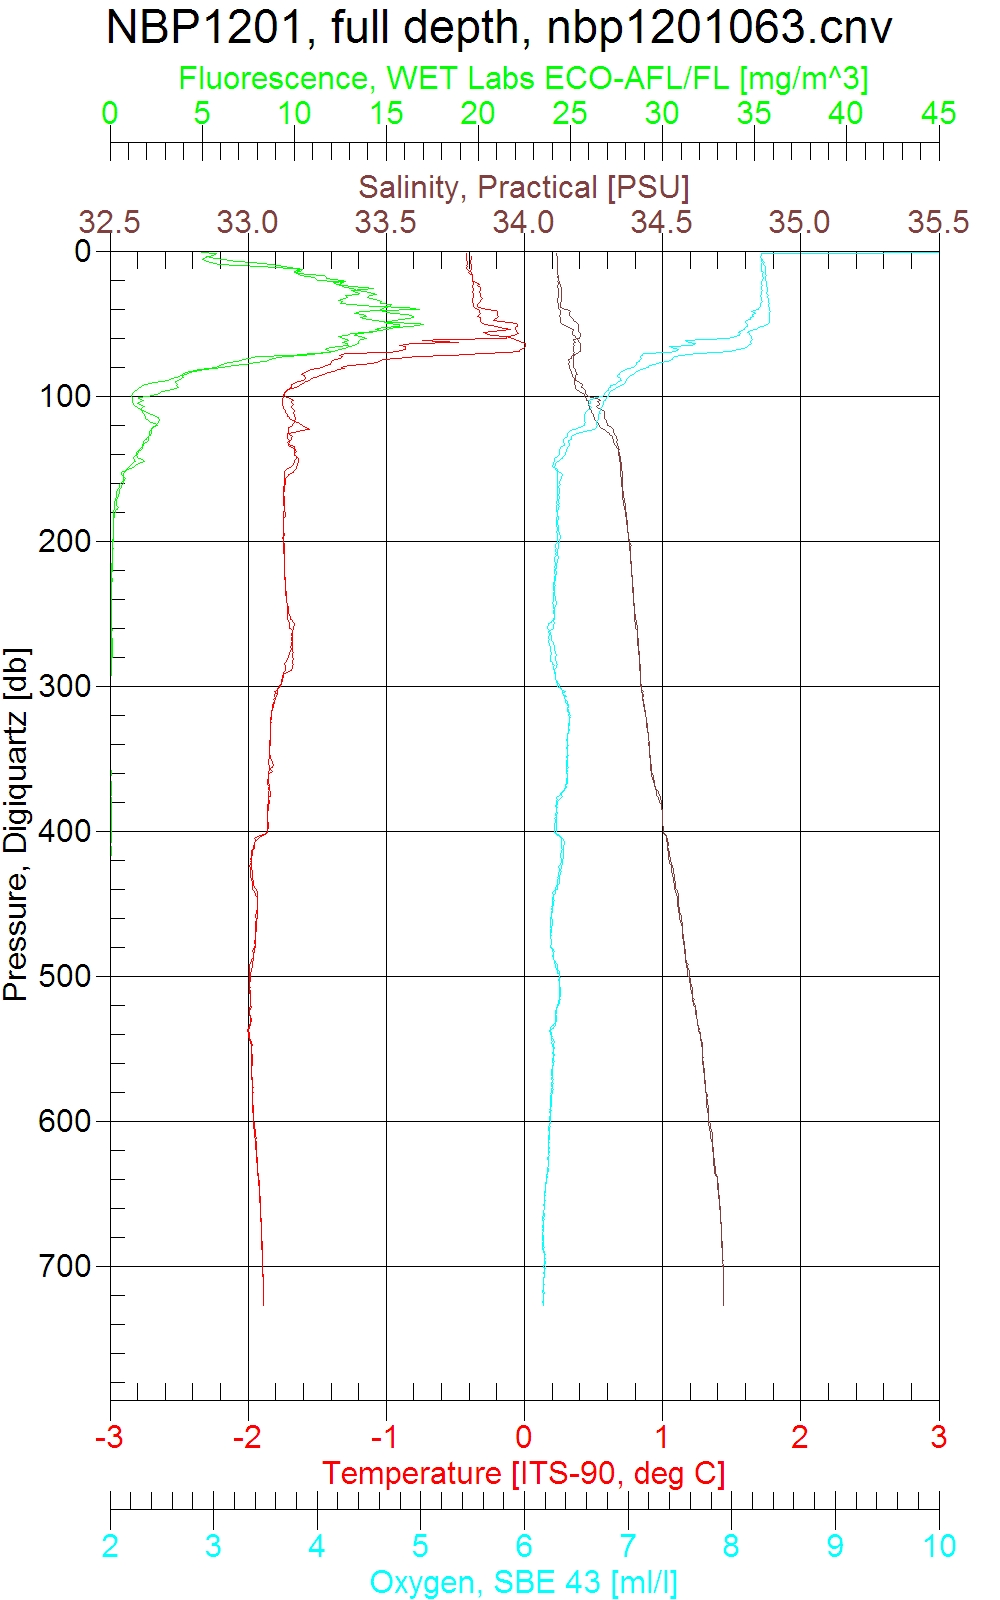 NBP1201, full depth, nbp1201063.cnv
Fluorescence, WET Labs ECO-AFL/FL [mg/m^3]
0 5 10 15 20 25 30 35 40 45
Salinity, Practical [PSU]
32.5 33.0 33.5 34.0 34.5 35.0 35.5
0
100
200
300
400
500
600
700
Pressure, Digiquartz [db]
-3 -2 -1 0 1 2 3
Temperature [ITS-90, deg C]
2 3 4 5 6 7 8 9 10
Oxygen, SBE 43 [ml/l]